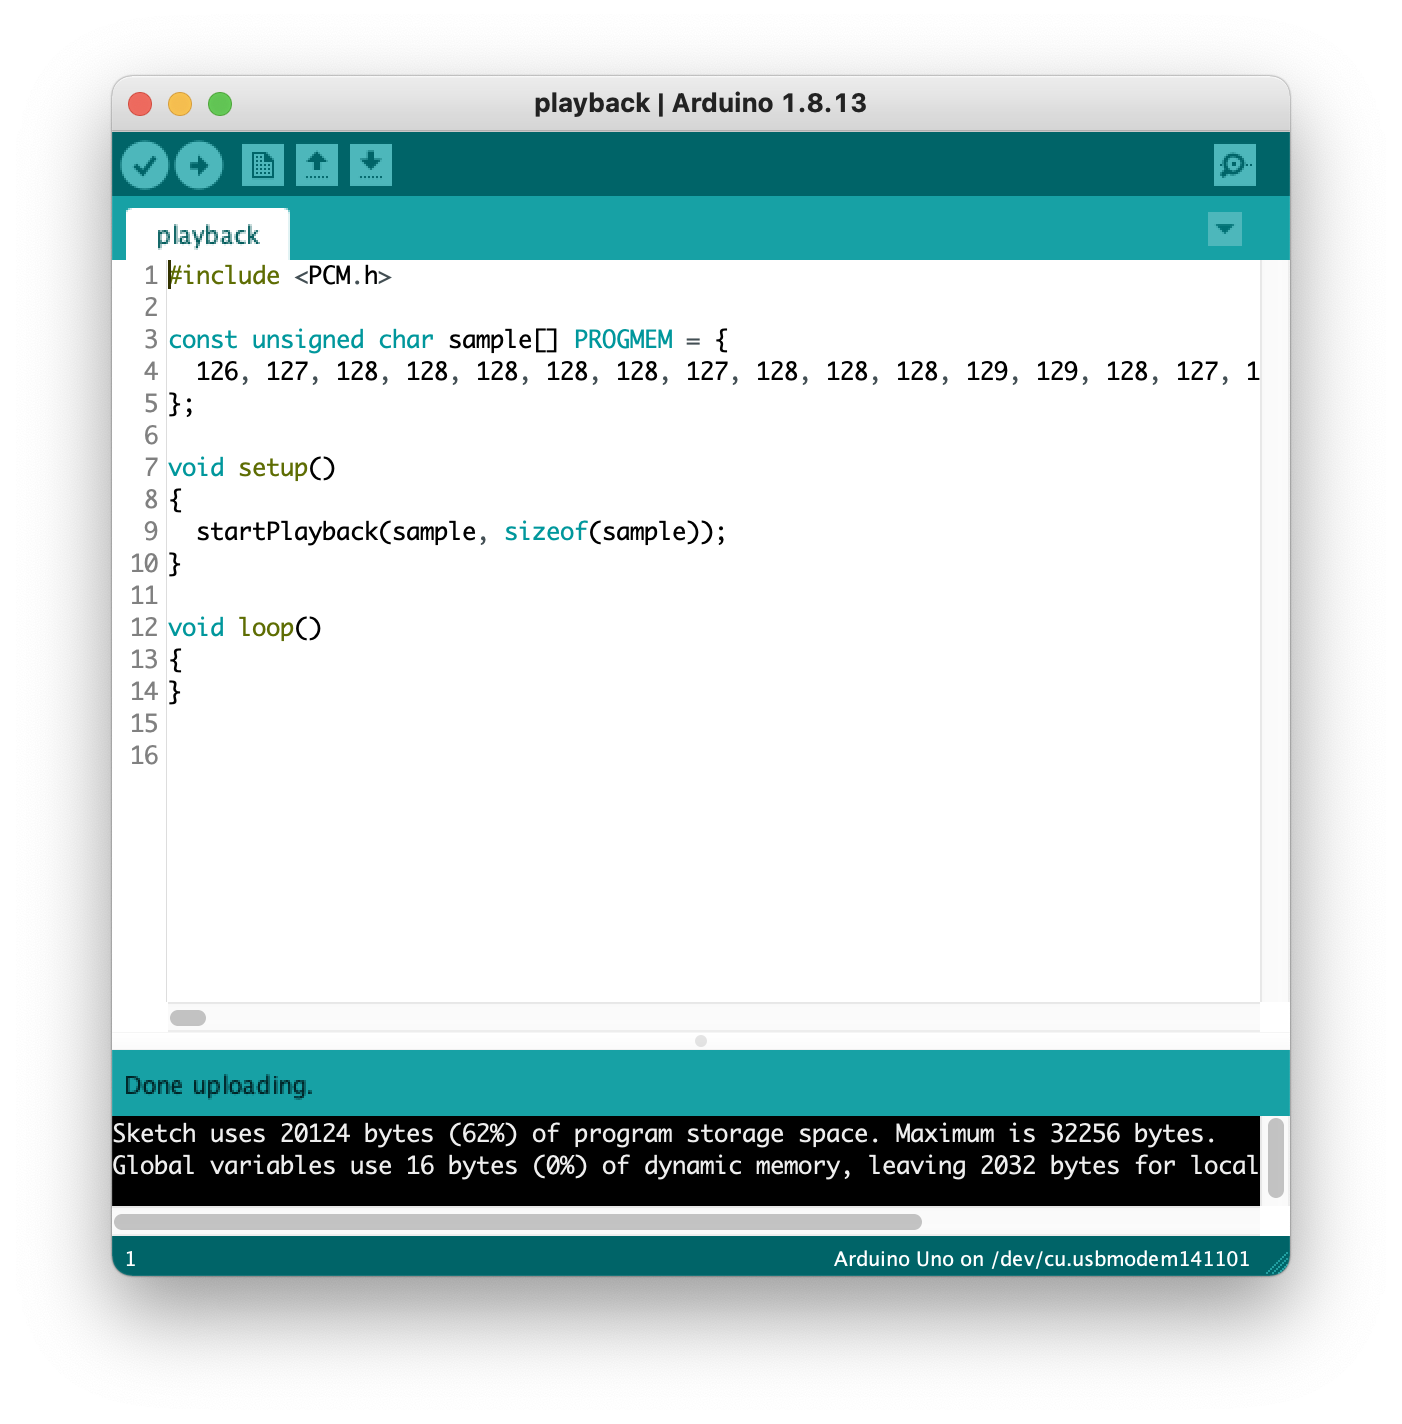 playback | Arduino 1.8.13
playback
1 #include <PCM.h>
2
3 const unsigned char sample[] PROGMEM = {
4   126, 127, 128, 128, 128, 128, 128, 127, 128, 128, 128, 129, 129, 128, 127, 1
5 };
6
7 void setup()
8 {
9   startPlayback(sample, sizeof(sample));
10 }
11
12 void loop()
13 {
14 }
15
16
Done uploading.
Sketch uses 20124 bytes (62%) of program storage space. Maximum is 32256 bytes.
Global variables use 16 bytes (0%) of dynamic memory, leaving 2032 bytes for local
1 Arduino Uno on /dev/cu.usbmodem141101